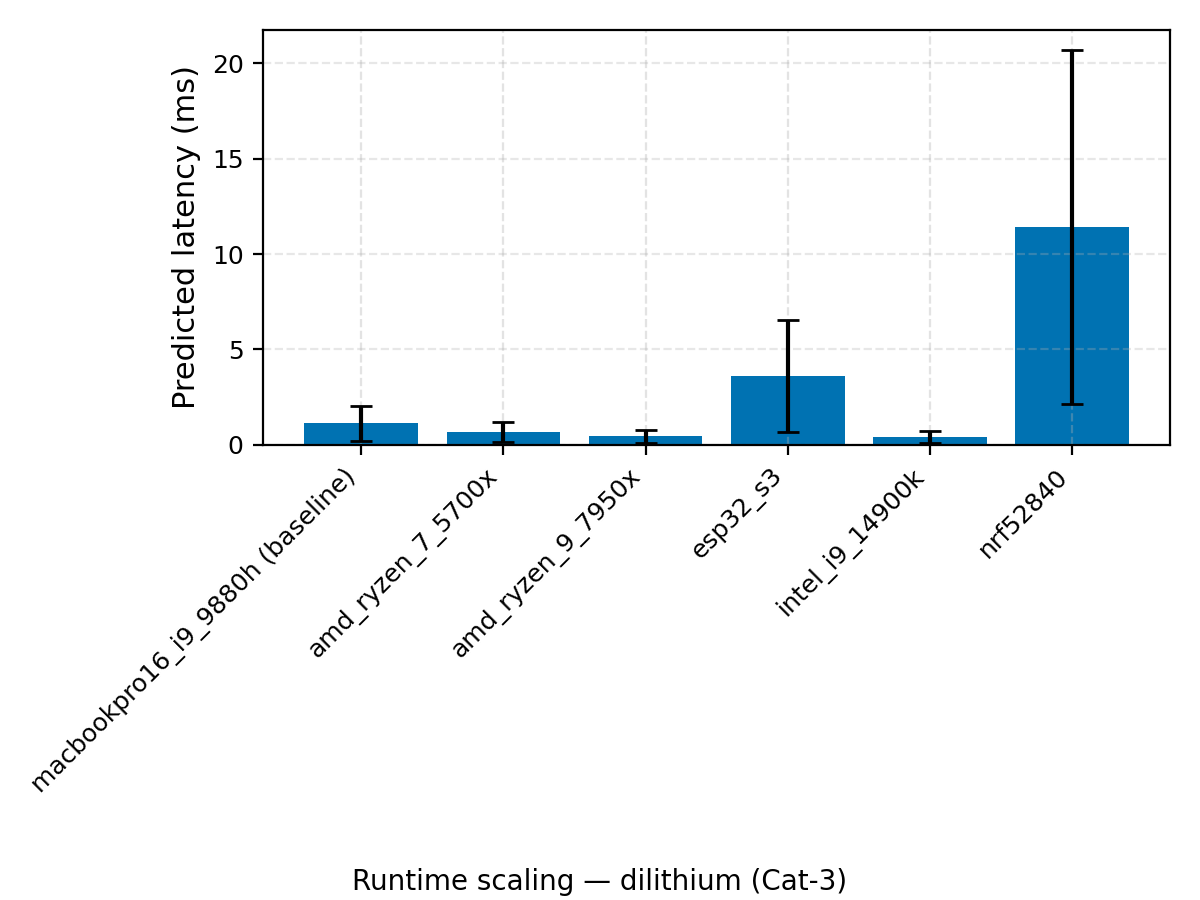 Predicted latency (ms)
20
15
10
5
0
macbookpro16_i9_9880h (baseline)
amd_ryzen_7_5700x
amd_ryzen_9_7950x
esp32_s3
intel_i9_14900k
nrf52840
Runtime scaling — dilithium (Cat-3)